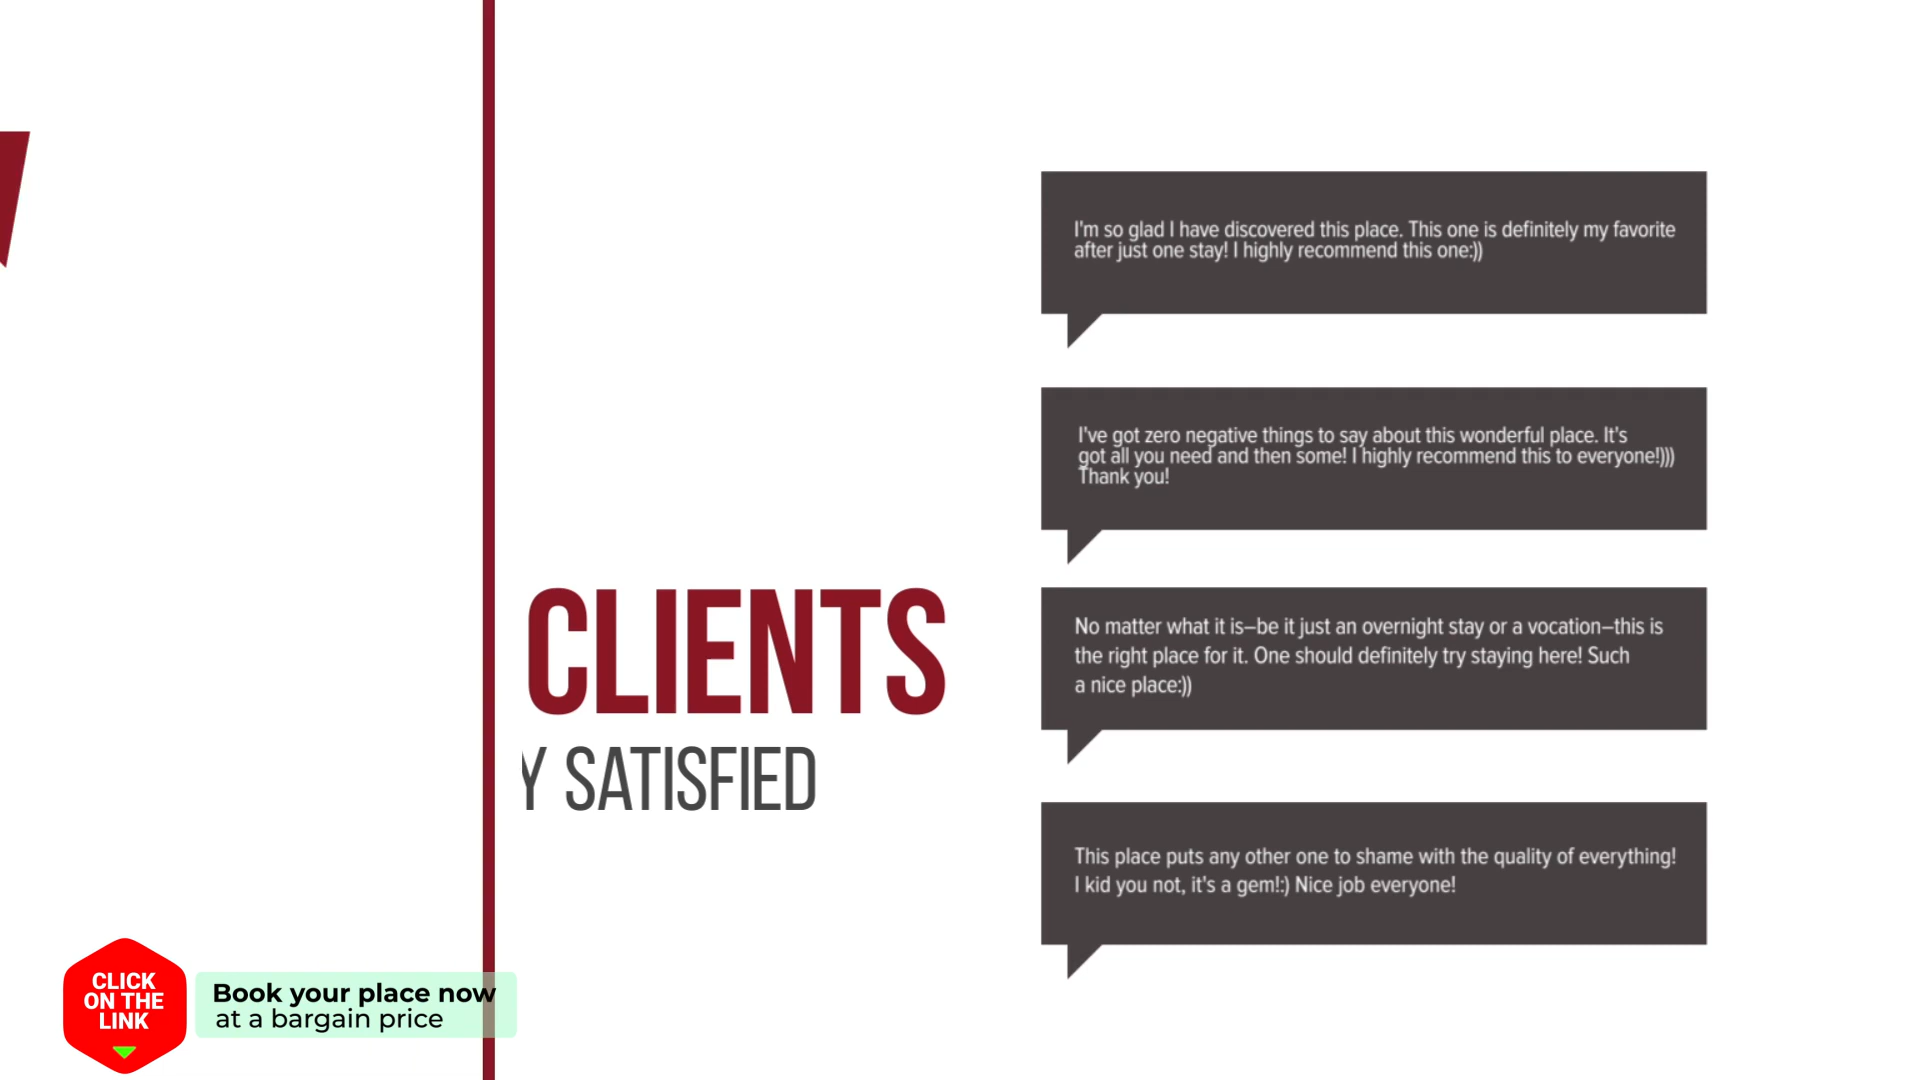 I'm so glad I have discovered this place. This one is definitely my favorite
after just one stay! I highly recommend this one:))
I've got zero negative things to say about this wonderful place. It's
got all you need and then some! I highly recommend this to everyone!)))
Thank you!
CLIENTS
Y SATISFIED
No matter what it is–be it just an overnight stay or a vocation–this is
the right place for it. One should definitely try staying here! Such
a nice place:))
This place puts any other one to shame with the quality of everything!
I kid you not, it's a gem!:) Nice job everyone!
CLICK
ON THE
LINK
Book your place now
at a bargain price